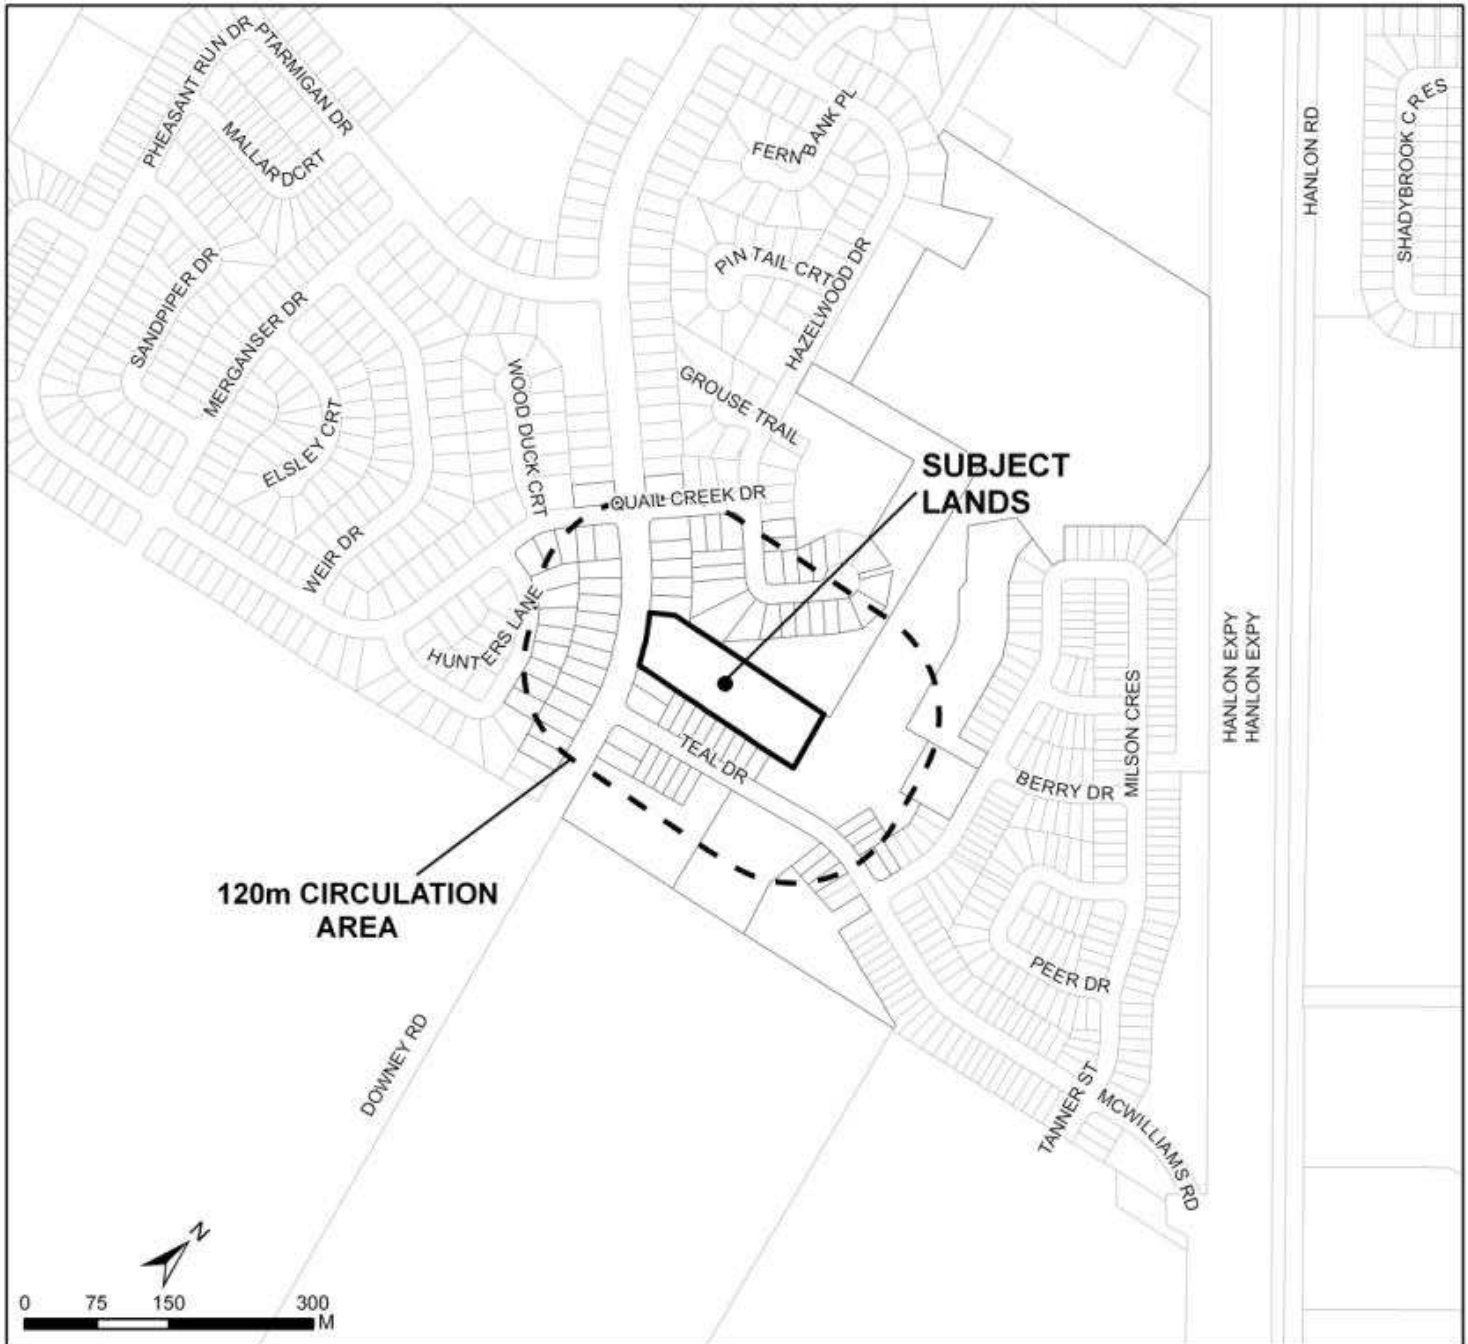 PHEASANT RUN DR
PTARMIGAN DR
MALLARD CRT
FERN BANK PL
HANLON RD
SHADYBROOK CRES
SANDPIPER DR
PIN TAIL CRT
MERGANSER DR
HAZELWOOD DR
WOOD DUCK CRT
GROUSE TRAIL
ELSLEY CRT
SUBJECT
LANDS
QUAIL CREEK DR
WEIR DR
HUNTERS LANE
HANLON EXPY
HANLON EXPY
MILSON CRES
TEAL DR
BERRY DR
120m CIRCULATION
AREA
PEER DR
DOWNEY RD
TANNER ST
MCWILLIAMS RD
N
0 75 150 300
M